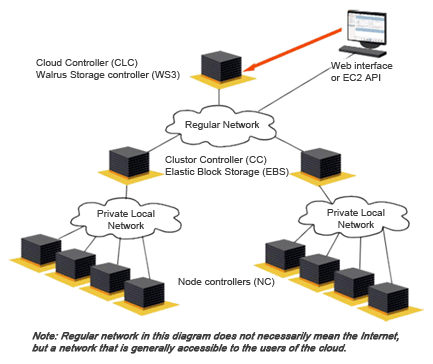 Cloud Controller (CLC)
Walrus Storage controller (WS3)
Web interface
or EC2 API
Regular Network
Clustor Controller (CC)
Elastic Block Storage (EBS)
Private Local
Network
Private Local
Network
Node controllers (NC)
Note: Regular network in this diagram does not necessarily mean the Internet,
but a network that is generally accessible to the users of the cloud.